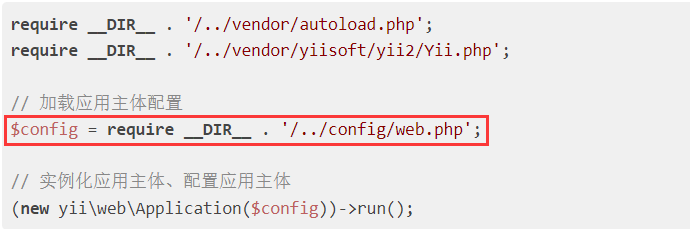 require __DIR__ . '/../vendor/autoload.php';
require __DIR__ . '/../vendor/yiisoft/yii2/Yii.php';
// 加载应用主体配置
$config = require __DIR__ . '/../config/web.php';
// 实例化应用主体、配置应用主体
(new yii\web\Application($config))->run();